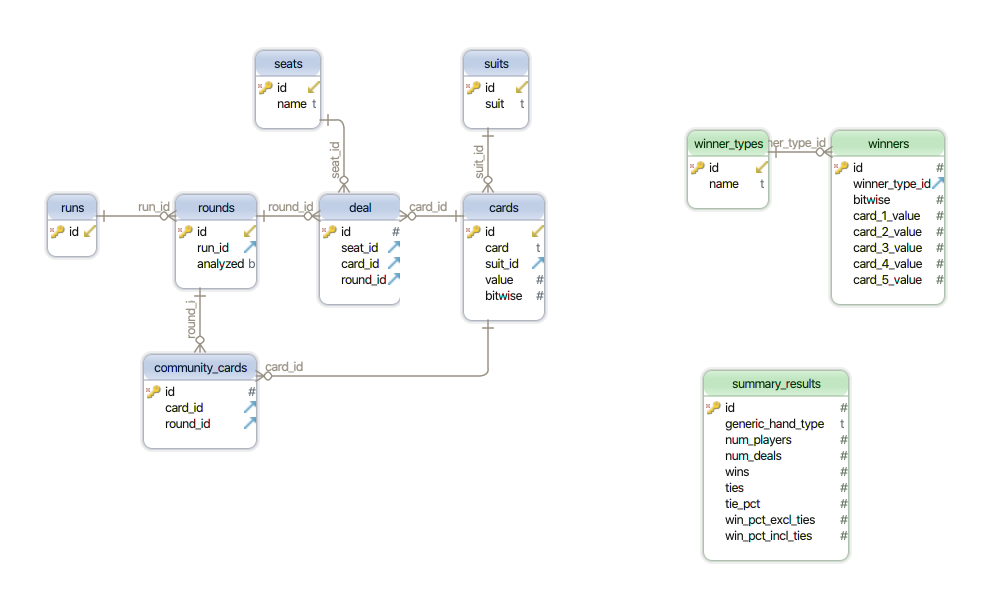 seats
id
name t
suits
id
suit t
seat_id
suit_id
runs
id
run_id
rounds
id
run_id
analyzed b
round_id
deal
id #
seat_id
card_id
round_id
card_id
cards
id
card t
suit_id
value #
bitwise #
community_cards
id #
card_id
round_id
card_id
winner_types
id
name t
winners
id #
winner_type_id
bitwise #
card_1_value #
card_2_value #
card_3_value #
card_4_value #
card_5_value #
summary_results
id #
generic_hand_type t
num_players #
num_deals #
wins #
ties #
tie_pct #
win_pct_excl_ties #
win_pct_incl_ties #